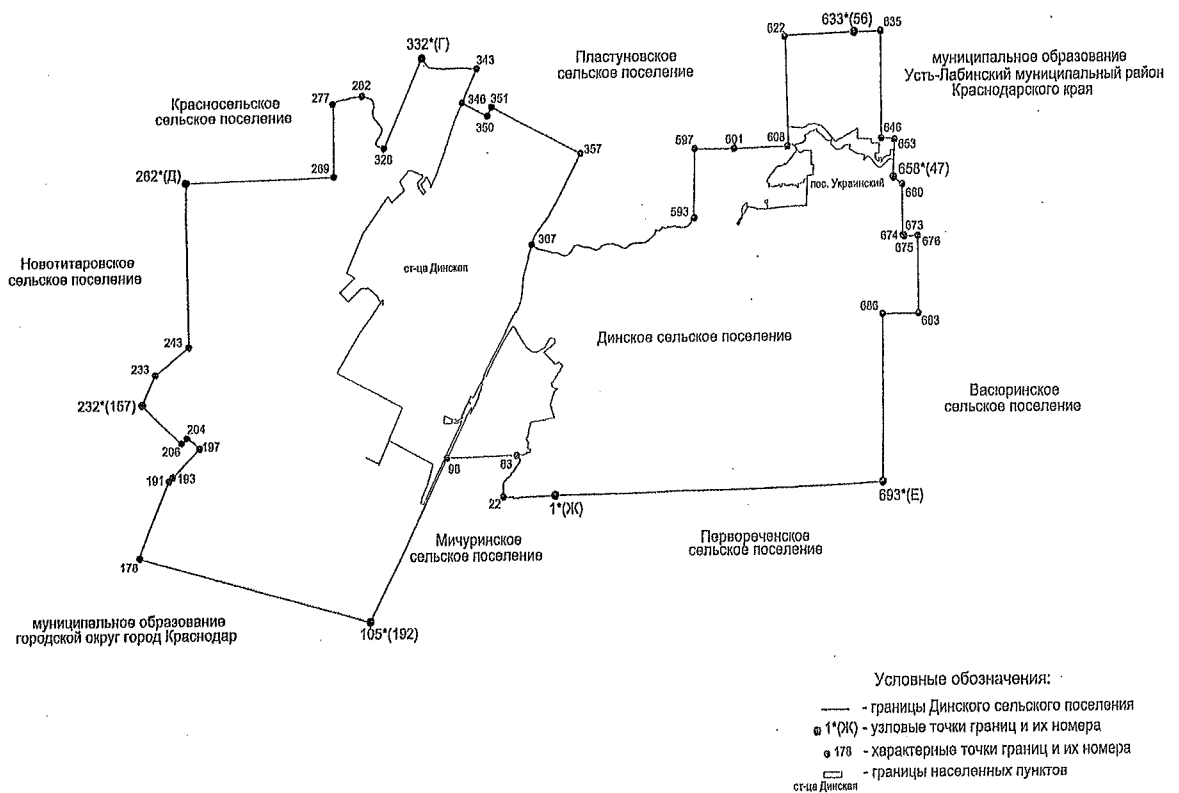 633*(56)
635
622
332*(Г)
343
Пластуновское
сельское поселение
муниципальное образование
Усть-Лабинский муниципальный район
Краснодарского края
282
277
Красносельское
сельское поселение
346
351
350
328
357
597
601
608
646
653
658*(47)
660
пос. Украинский
262*(Д)
269
593
673
674
675
676
367
Новотитаровское
сельское поселение
ст-ца Динская
686
683
Динское сельское поселение
243
233
232*(167)
Васюринское
сельское поселение
204
206
197
193
191
98
83
22
1*(Ж)
693*(Е)
Мичуринское
сельское поселение
Первореченское
сельское поселение
178
муниципальное образование
городской округ город Краснодар
105*(192)
Условные обозначения:
- границы Динского сельского поселения
1*(Ж) - узловые точки границ и их номера
178 - характерные точки границ и их номера
- границы населенных пунктов
ст-ца Динская